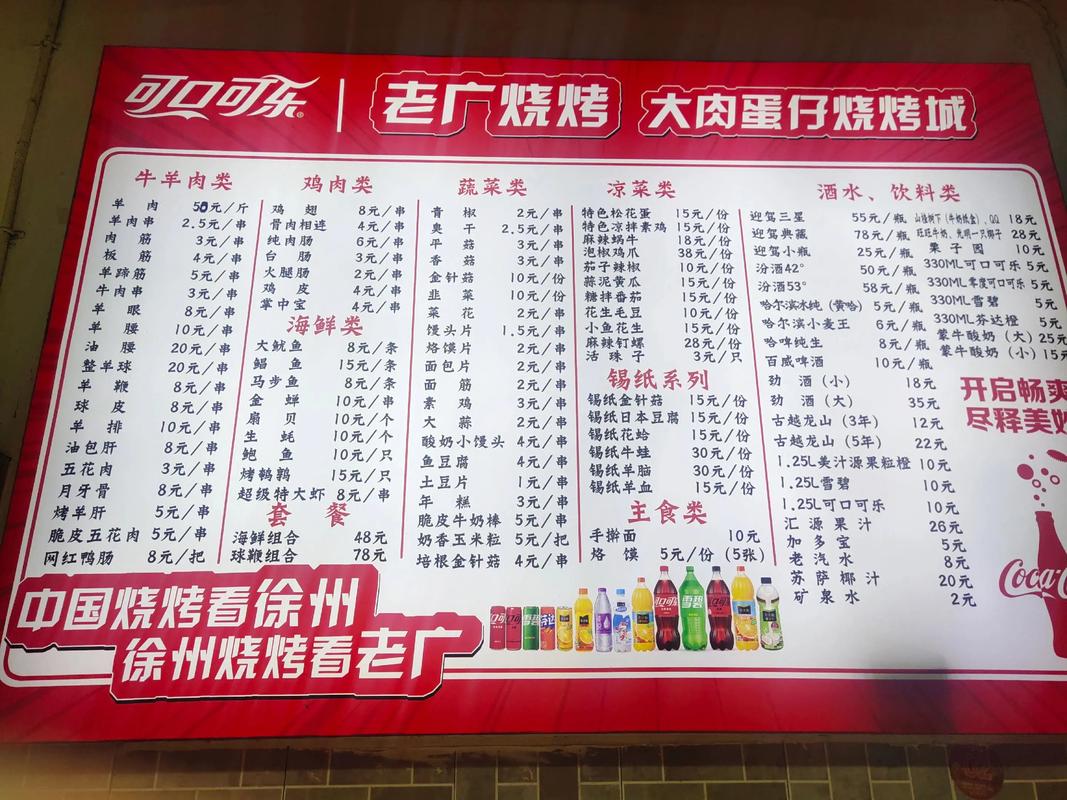 可口可乐 | 老广烧烤 大肉蛋仔烧烤城
牛羊肉类
羊肉 50元/斤
羊肉串 2.5元/串
肉筋 3元/串
板筋 4元/串
羊蹄筋 5元/串
牛肉串 3元/串
羊眼 8元/串
羊腰 10元/串
油腰 20元/串
整羊球 20元/串
羊鞭 8元/串
球皮 8元/串
羊排 10元/串
油包肝 8元/串
五花肉 3元/串
月牙骨 8元/串
烤羊肝 5元/串
脆皮五花肉 5元/串
网红鸭肠 8元/把
鸡肉类
鸡翅 8元/串
骨肉相连 4元/串
纯肉肠 6元/串
台肠 3元/串
火腿肠 2元/串
鸡皮 4元/串
掌中宝 4元/串
海鲜类
大鱿鱼 8元/条
鲳鱼 15元/条
马步鱼 8元/条
金蝉 10元/串
扇贝 10元/个
生蚝 10元/个
鲍鱼 10元/只
烤鹌鹑 15元/只
超级特大虾 8元/串
套餐
海鲜组合 48元
球鞭组合 78元
蔬菜类
青椒 2元/串
臭干 2.5元/串
平菇 3元/串
香菇 3元/串
金针菇 10元/份
韭菜 10元/份
菜花 2元/串
馒头片 1.5元/串
烙馍片 2元/串
面包片 2元/串
面筋 2元/串
素鸡 3元/串
大蒜 2元/串
酸奶小馒头 4元/串
鱼豆腐 4元/串
土豆片 1元/串
年糕 3元/串
脆皮牛奶棒 5元/串
奶香玉米粒 5元/把
培根金针菇 4元/串
凉菜类
特色松花蛋 15元/份
特色凉拌素鸡 15元/份
麻辣蜗牛 18元/份
泡椒鸡爪 38元/份
茄子辣椒 10元/份
蒜泥黄瓜 15元/份
糖拌番茄 15元/份
花生毛豆 10元/份
小鱼花生 15元/份
麻辣钉螺 28元/份
活珠子 3元/只
锡纸系列
锡纸金针菇 15元/份
锡纸日本豆腐 15元/份
锡纸花蛤 15元/份
锡纸牛蛙 30元/份
锡纸羊脑 30元/份
锡纸羊血 15元/份
主食类
手擀面 10元
烙馍 5元/份（5张）
酒水、饮料类
迎驾三星 55元/瓶
迎驾典藏 78元/瓶
迎驾小瓶 25元/瓶
汾酒42° 50元/瓶
汾酒53° 58元/瓶
哈尔滨冰纯（黄哈） 5元/瓶
哈尔滨小麦王 6元/瓶
哈啤纯生 8元/瓶
百威啤酒 10元/瓶
劲酒（小） 18元
劲酒（大） 35元
古越龙山（3年） 12元
古越龙山（5年） 22元
1.25L美汁源果粒橙 10元
1.25L雪碧 10元
1.25L可口可乐 10元
汇源果汁 26元
加多宝 5元
老汽水 8元
苏萨椰汁 20元
矿泉水 2元
山楂树下（牛奶纸盒）、QQ 18元
旺旺牛奶、光明一只椰子 28元
栗子园 10元
330ML可口可乐 5元
330ML零度可口可乐 5元
330ML雪碧 5元
330ML芬达橙 5元
蒙牛酸奶（大） 25元
蒙牛酸奶（小） 15元
开启畅爽
尽释美妙
Coca-C
中国烧烤看徐州
徐州烧烤看老广